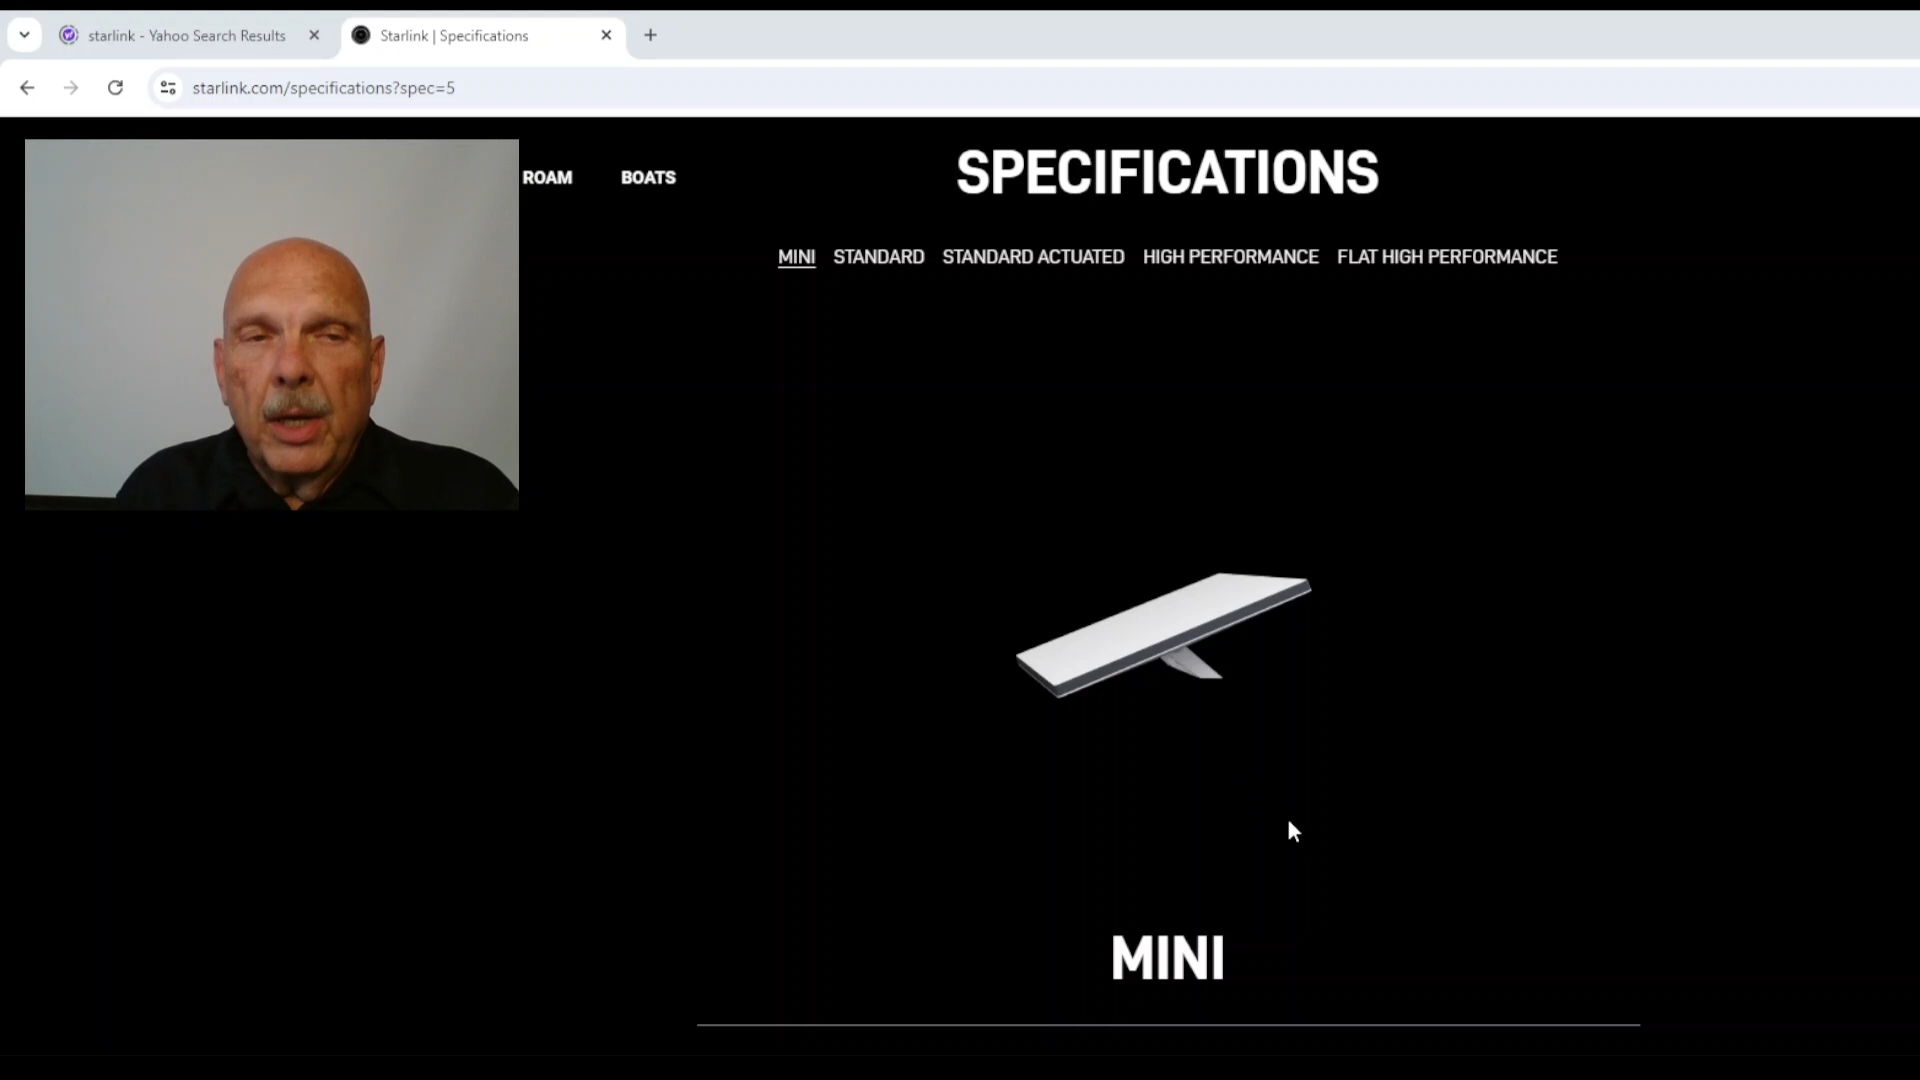 starlink - Yahoo Search Results
Starlink | Specifications
starlink.com/specifications?spec=5
ROAM BOATS
SPECIFICATIONS
MINI STANDARD STANDARD ACTUATED HIGH PERFORMANCE FLAT HIGH PERFORMANCE
MINI